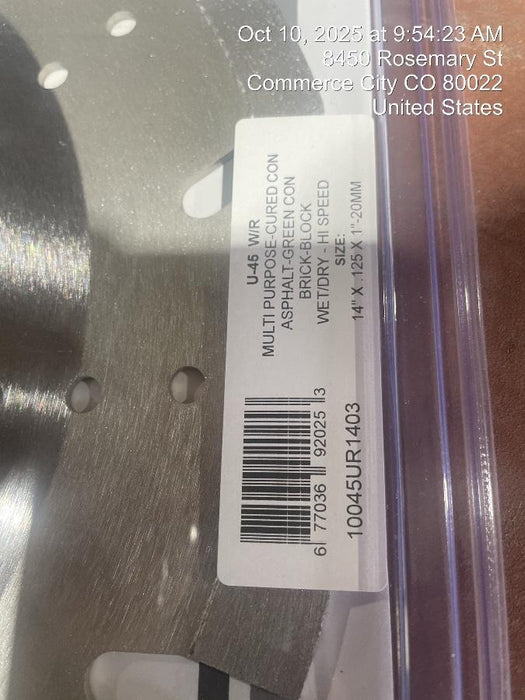 Oct 10, 2025 at 9:54:23 AM
8450 Rosemary St
Commerce City CO 80022
United States
U-45 W/R
MULTI PURPOSE-CURED CON
ASPHALT-GREEN CON
BRICK-BLOCK
WET/DRY - HI SPEED
SIZE:
14" X .125 X 1"-20MM
6 77036 92025 3
10045UR1403